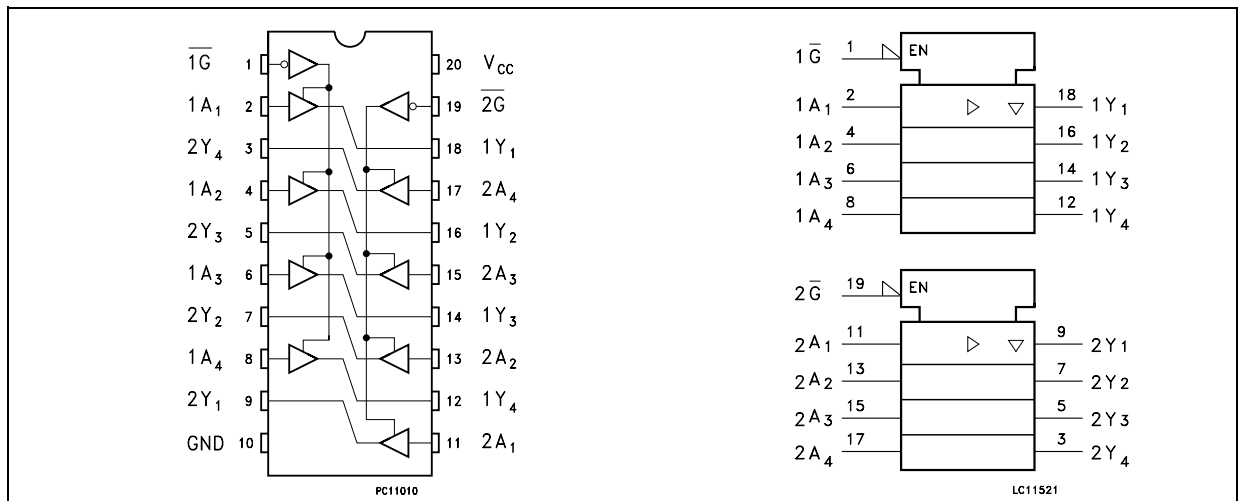 1G̅ 1 20 V_CC
1A₁ 2 19 2G̅
2Y₄ 3 18 1Y₁
1A₂ 4 17 2A₄
2Y₃ 5 16 1Y₂
1A₃ 6 15 2A₃
2Y₂ 7 14 1Y₃
1A₄ 8 13 2A₂
2Y₁ 9 12 1Y₄
GND 10 11 2A₁
PC11010
1G̅ 1 EN
1A₁ 2 18 1Y₁
1A₂ 4 16 1Y₂
1A₃ 6 14 1Y₃
1A₄ 8 12 1Y₄
2G̅ 19 EN
2A₁ 11 9 2Y₁
2A₂ 13 7 2Y₂
2A₃ 15 5 2Y₃
2A₄ 17 3 2Y₄
LC11521